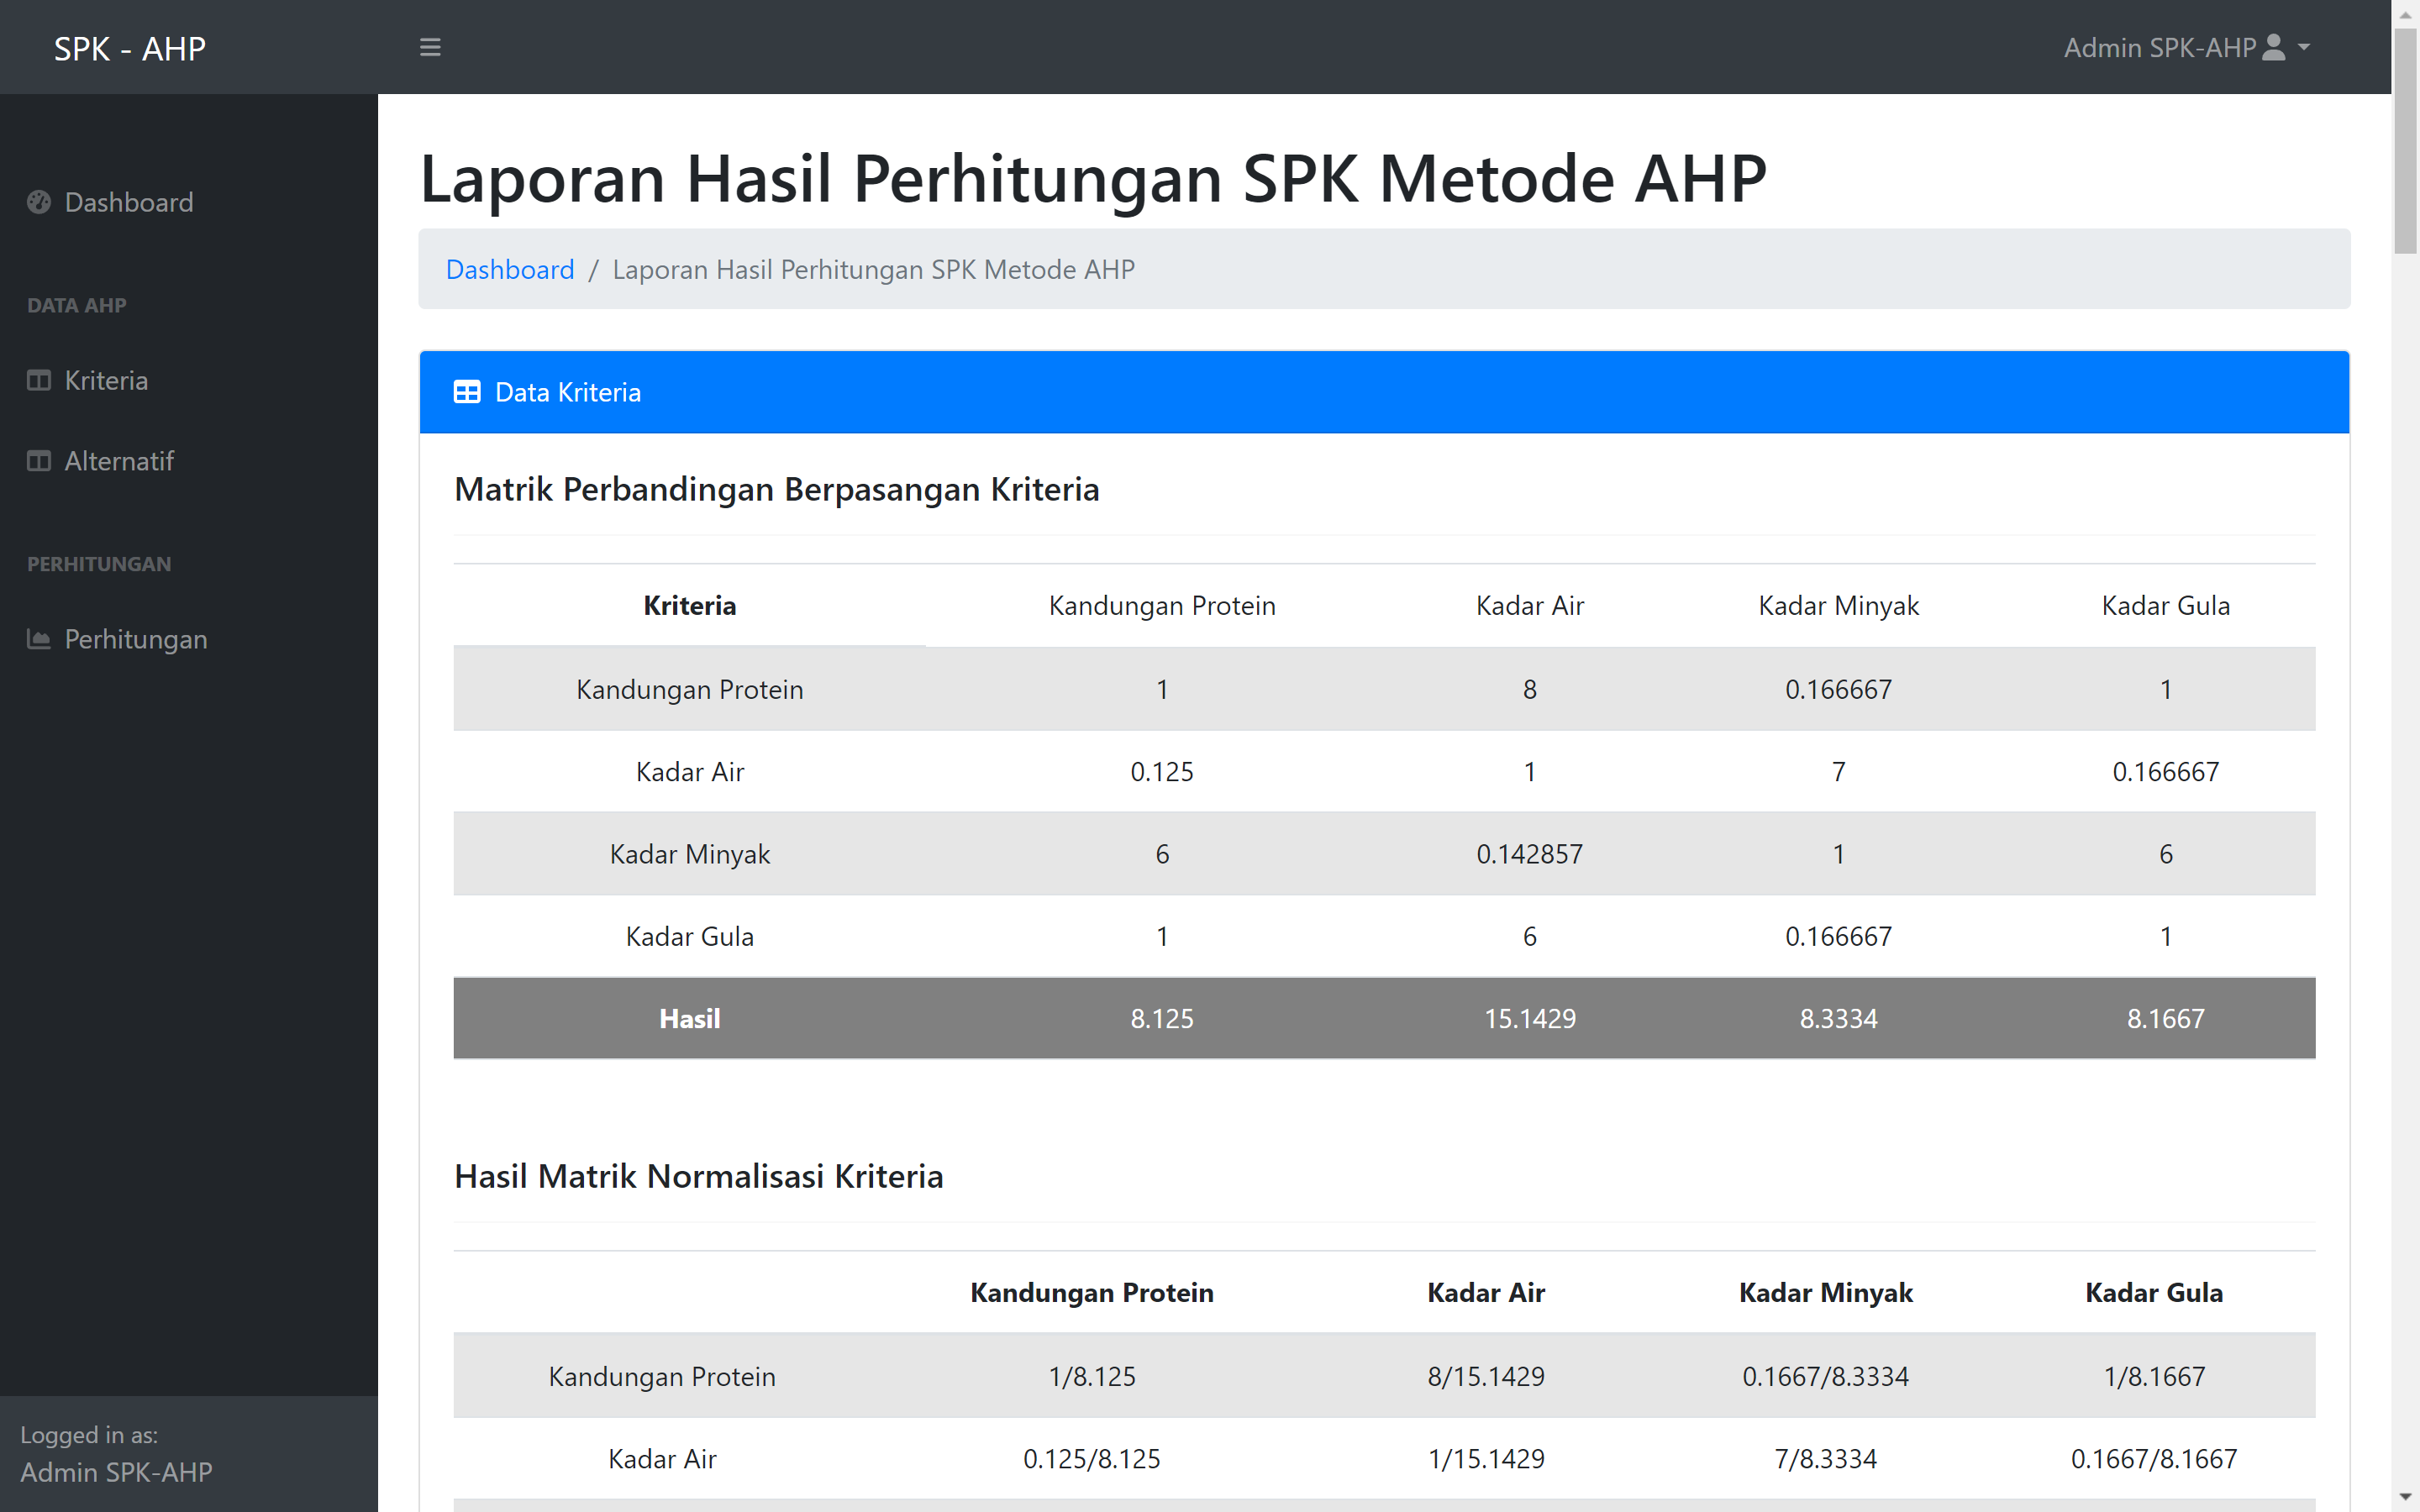 SPK - AHP
Admin SPK-AHP
Dashboard
DATA AHP
Kriteria
Alternatif
PERHITUNGAN
Perhitungan
Logged in as:
Admin SPK-AHP
Laporan Hasil Perhitungan SPK Metode AHP
Dashboard / Laporan Hasil Perhitungan SPK Metode AHP
Data Kriteria
Matrik Perbandingan Berpasangan Kriteria
Kriteria Kandungan Protein Kadar Air Kadar Minyak Kadar Gula
Kandungan Protein 1 8 0.166667 1
Kadar Air 0.125 1 7 0.166667
Kadar Minyak 6 0.142857 1 6
Kadar Gula 1 6 0.166667 1
Hasil 8.125 15.1429 8.3334 8.1667
Hasil Matrik Normalisasi Kriteria
Kandungan Protein Kadar Air Kadar Minyak Kadar Gula
Kandungan Protein 1/8.125 8/15.1429 0.1667/8.3334 1/8.1667
Kadar Air 0.125/8.125 1/15.1429 7/8.3334 0.1667/8.1667